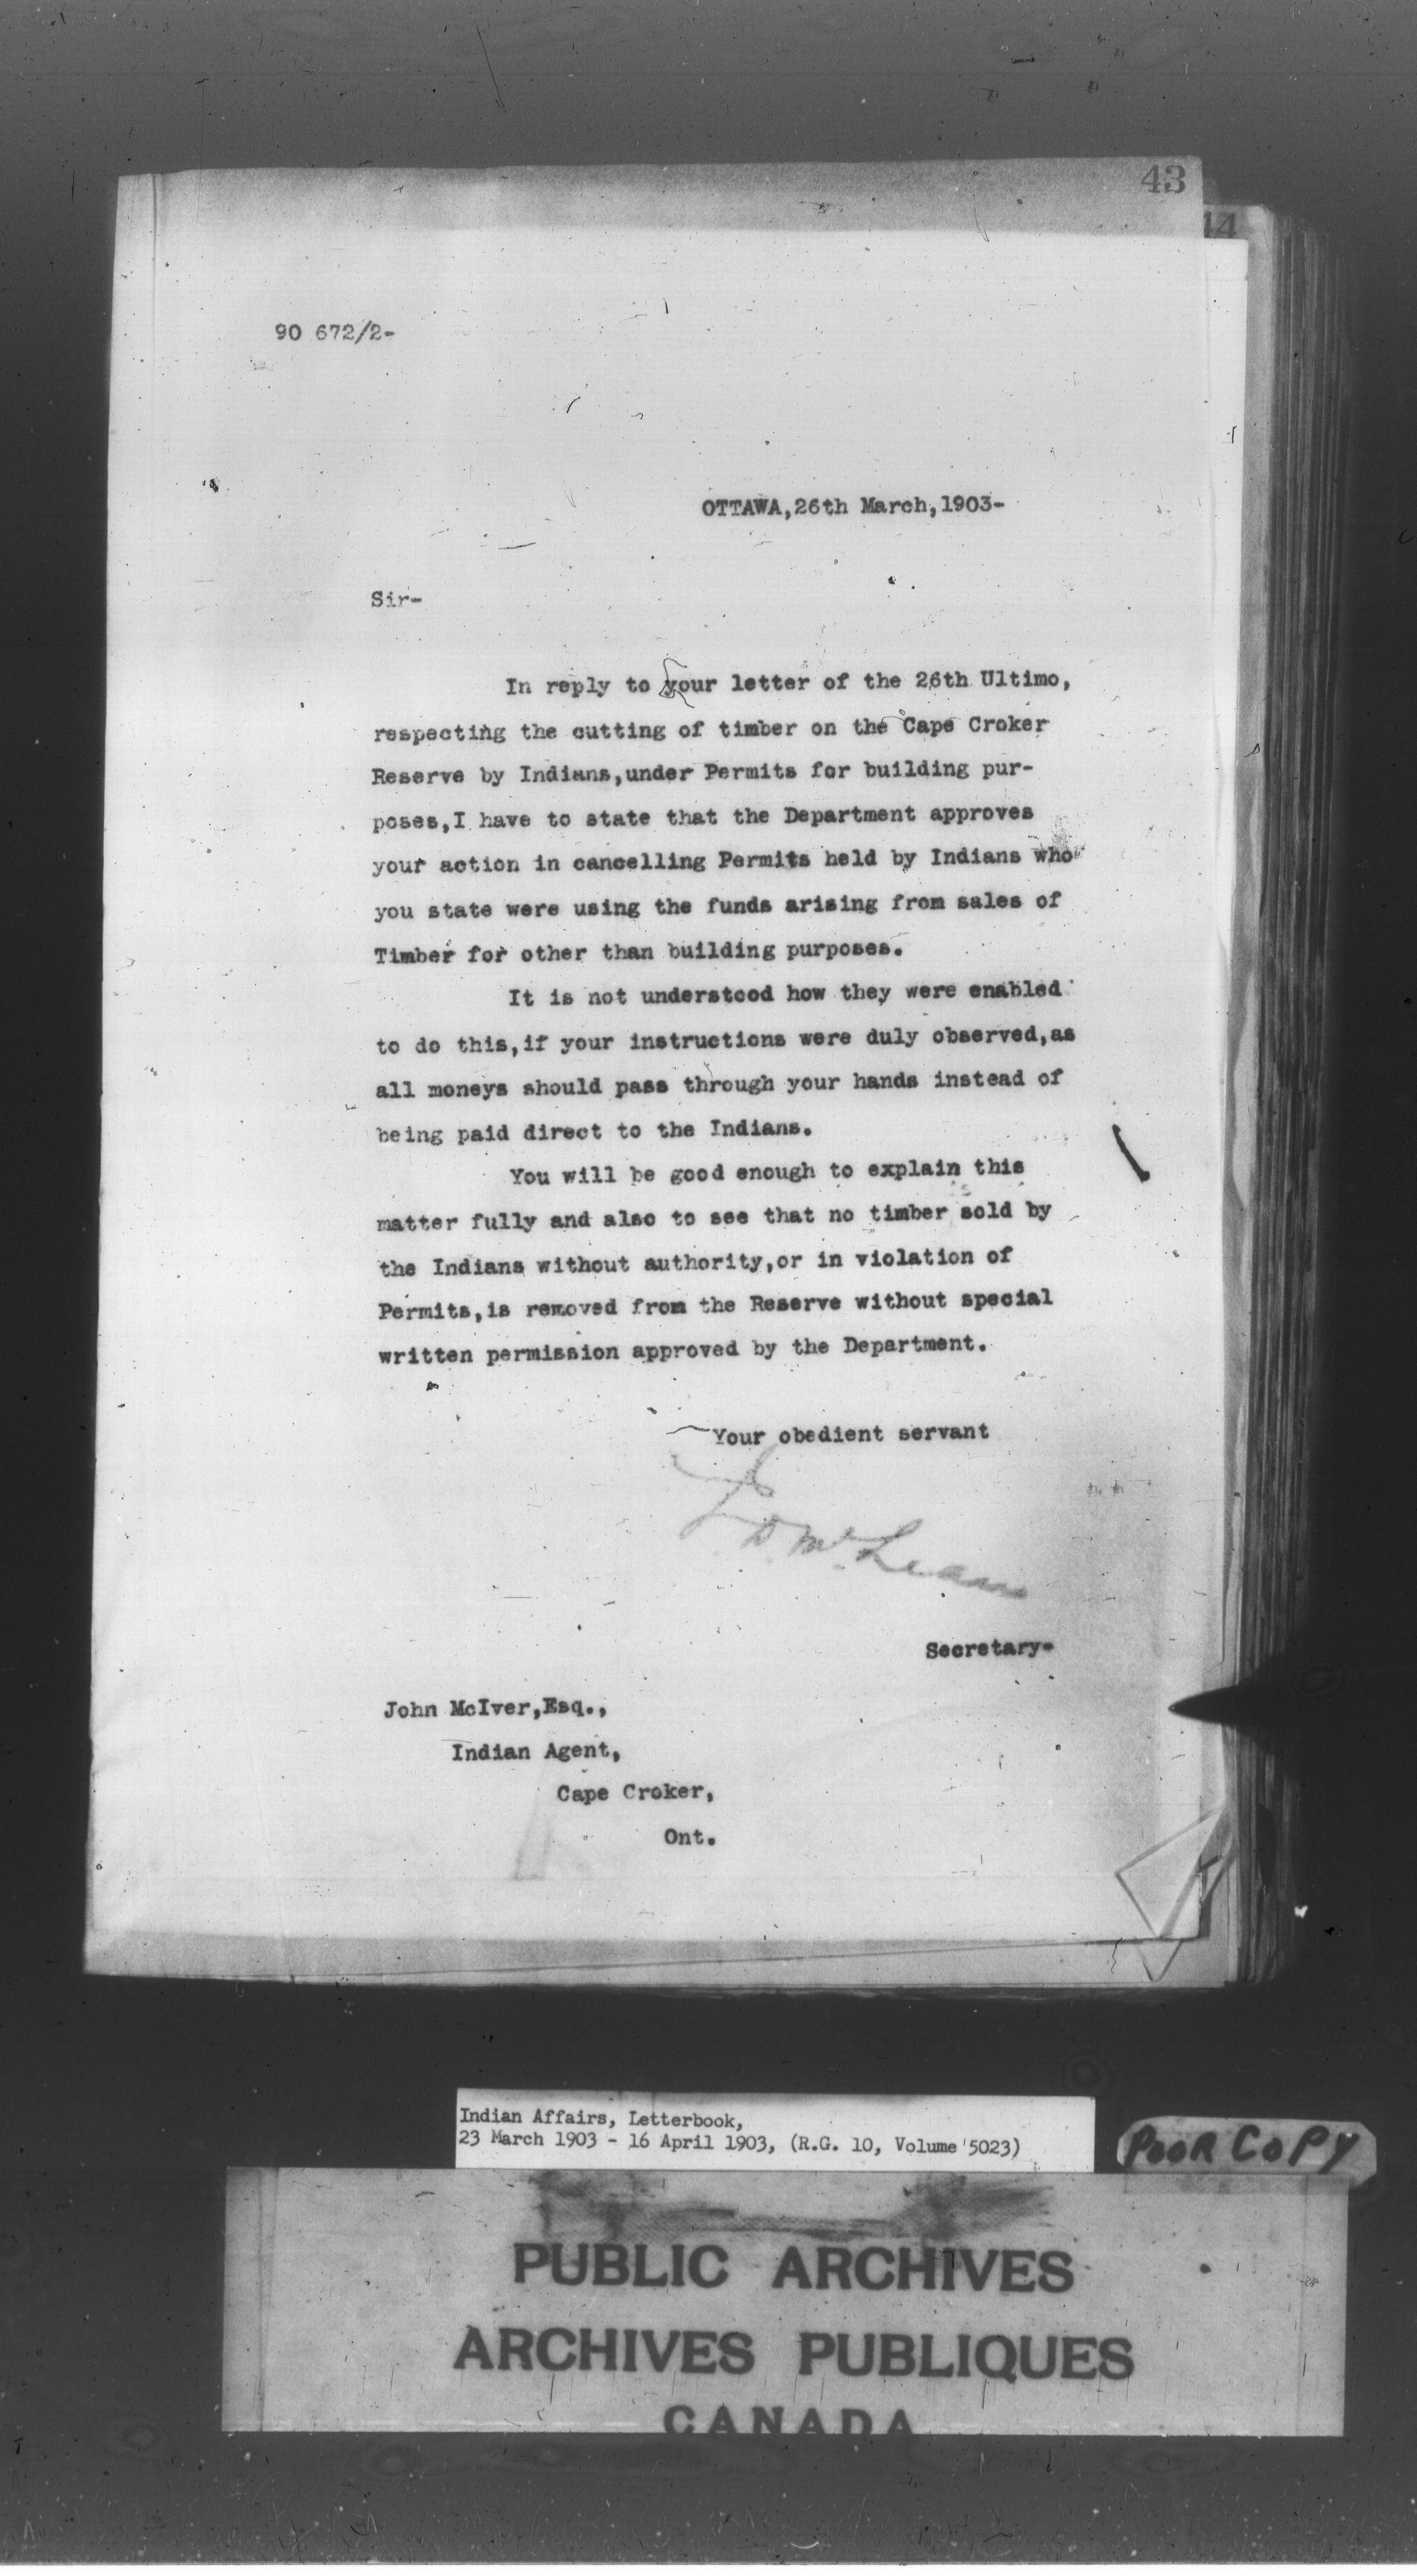 43
14
90 672/2-
OTTAWA,26th March,1903-
Sir-
In reply to your letter of the 26th Ultimo,
respecting the cutting of timber on the Cape Croker
Reserve by Indians,under Permits for building pur-
poses,I have to state that the Department approves
your action in cancelling Permits held by Indians who
you state were using the funds arising from sales of
Timber for other than building purposes.
It is not understood how they were enabled
to do this,if your instructions were duly observed,as
all moneys should pass through your hands instead of
being paid direct to the Indians.
You will be good enough to explain this
matter fully and also to see that no timber sold by
the Indians without authority,or in violation of
Permits,is removed from the Reserve without special
written permission approved by the Department.
Your obedient servant
J D McLean
Secretary-
John McIver,Esq.,
Indian Agent,
Cape Croker,
Ont.
Indian Affairs, Letterbook,
23 March 1903 - 16 April 1903, (R.G. 10, Volume 5023)
POOR COPY
PUBLIC ARCHIVES
ARCHIVES PUBLIQUES
CANADA